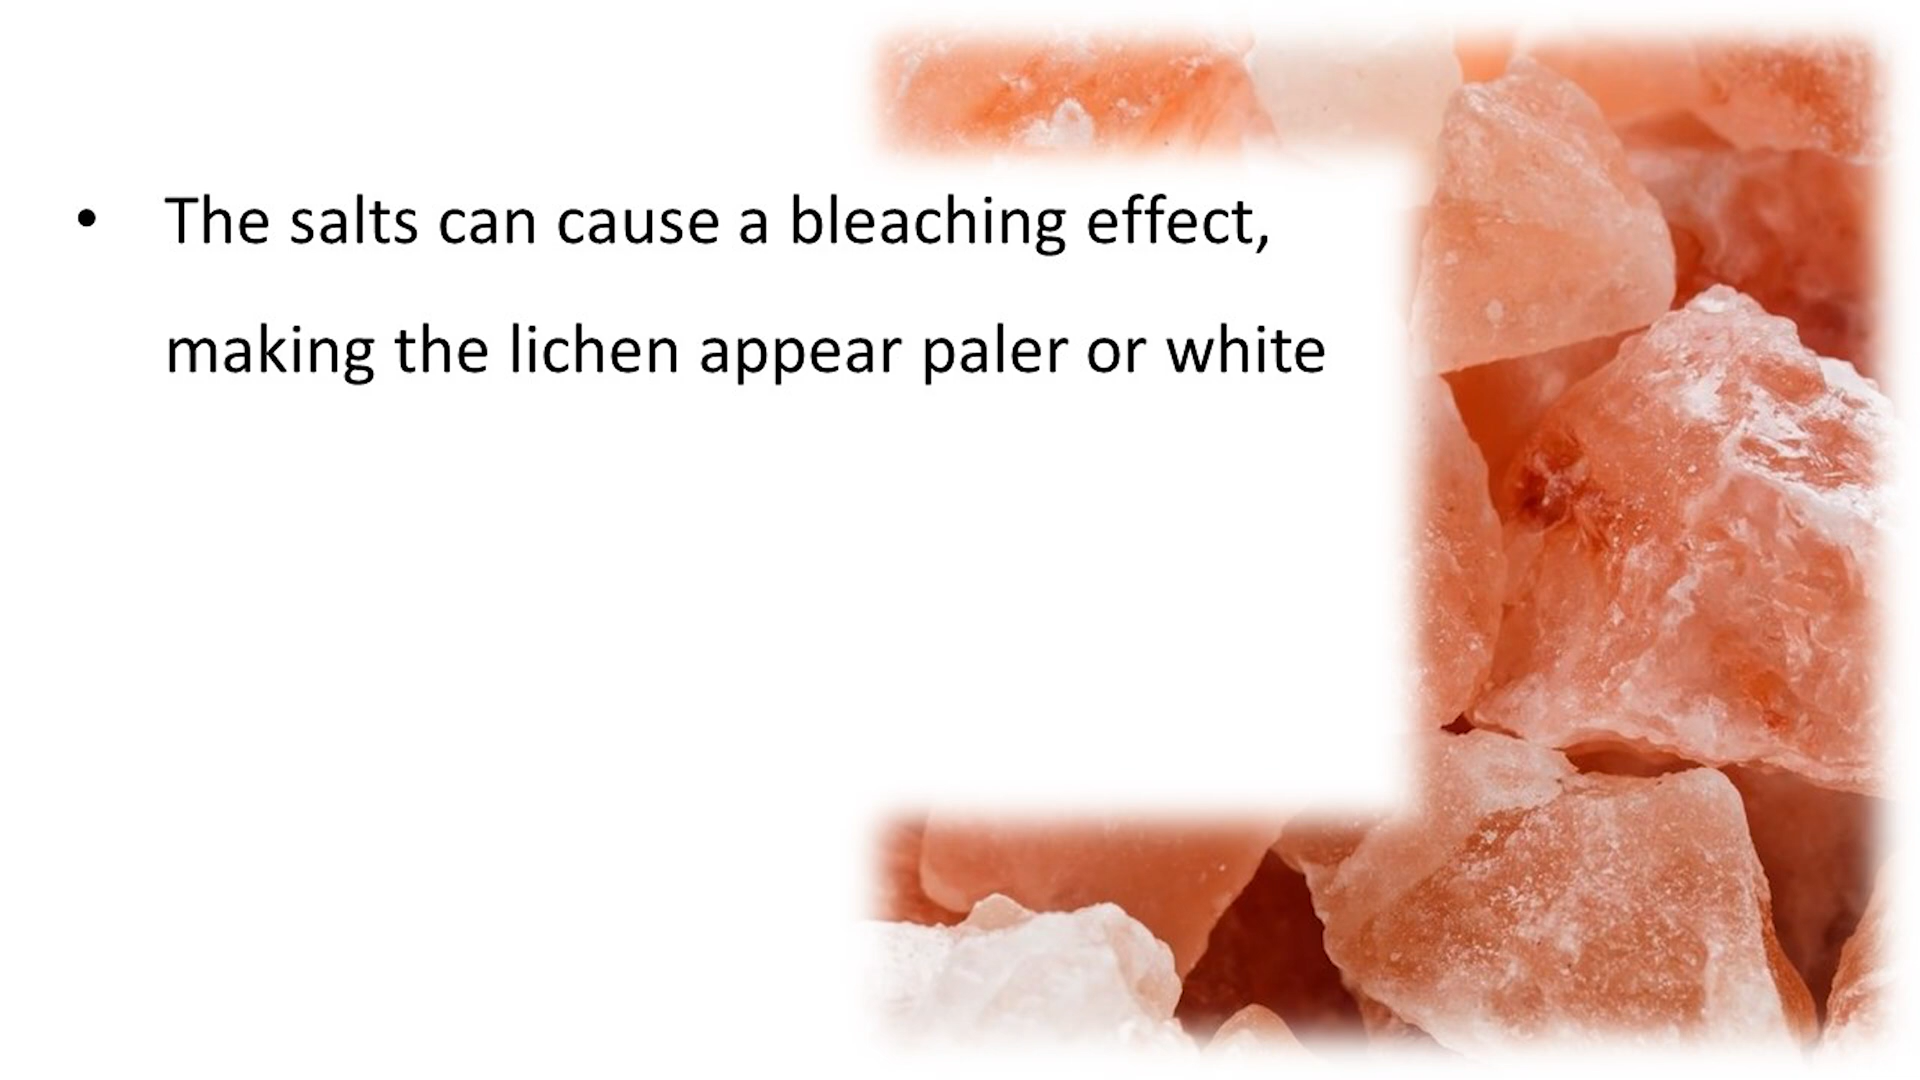 • The salts can cause a bleaching effect,
making the lichen appear paler or white